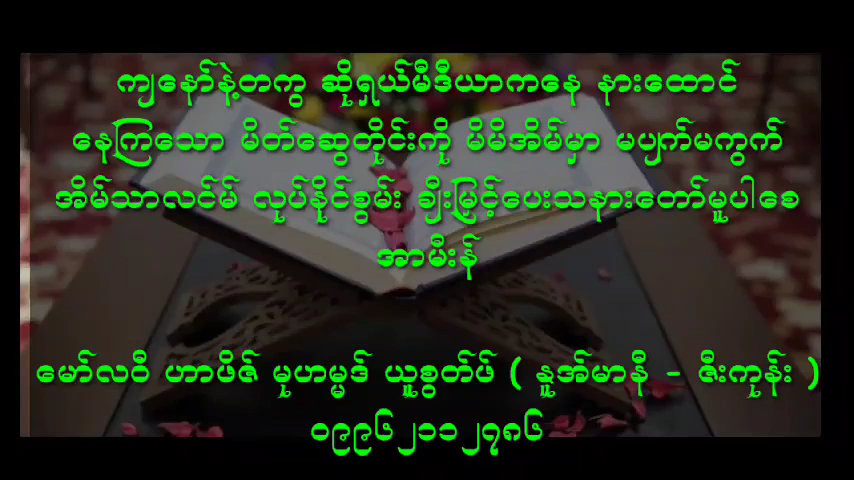 ကျနော်နဲ့တကွ ဆိုရှယ်မီဒီယာကနေ နားထောင်
နေကြသော မိတ်ဆွေတိုင်းကို မိမိအိမ်မှာ မပျက်မကွက်
အိမ်သာလင်မ် လုပ်နိုင်စွမ်း ချီးမြှင့်ပေးသနားတော်မူပါစေ
အာမီးန်
မော်လဝီ ဟာဖိဇ် မုဟမ္မဒ် ယူစွတ်ဖ် ( နူအ်မာနီ - ဇီးကုန်း )
၀၉၉၆၂၁၁၂၇၈၆